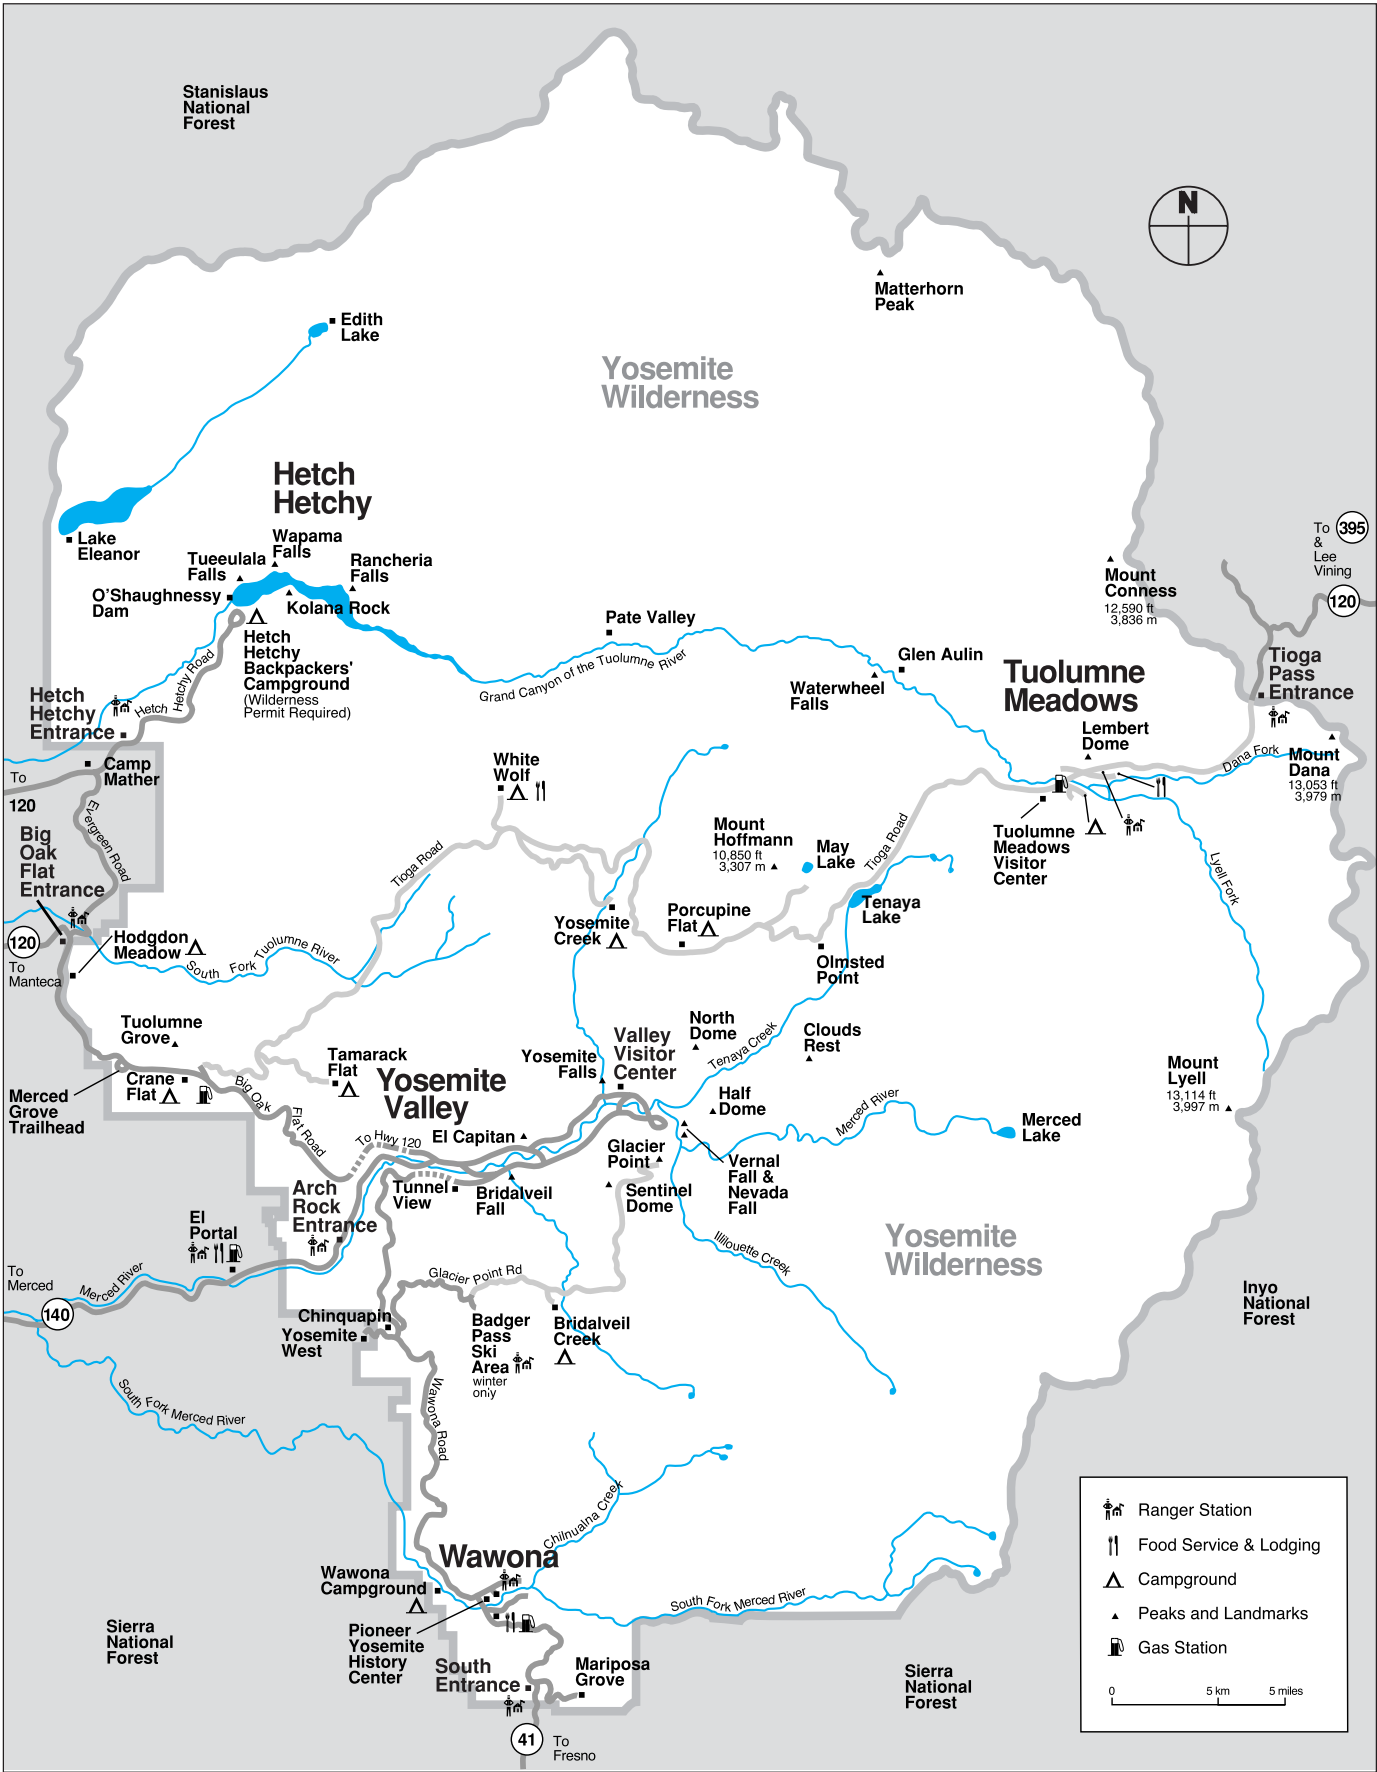 Stanislaus
National
Forest
N
Matterhorn
Peak
Edith
Lake
Yosemite
Wilderness
Hetch
Hetchy
Lake
Eleanor
Wapama
Falls
Tueeulala
Falls
Rancheria
Falls
O'Shaughnessy
Dam
Kolana Rock
Hetch
Hetchy
Backpackers'
Campground
(Wilderness
Permit Required)
Hetch Hetchy Road
Hetch
Hetchy
Entrance
Pate Valley
Grand Canyon of the Tuolumne River
Glen Aulin
Waterwheel
Falls
Tuolumne
Meadows
Lembert
Dome
To
&
Lee
Vining
395
120
Mount
Conness
12,590 ft
3,836 m
Tioga
Pass
Entrance
Dana Fork
Mount
Dana
13,053 ft
3,979 m
To
120
Camp
Mather
Evergreen Road
Big
Oak
Flat
Entrance
120
To
Manteca
Hodgdon
Meadow
South Fork Tuolumne River
White
Wolf
Tioga Road
Mount
Hoffmann
10,850 ft
3,307 m
May
Lake
Tioga Road
Tuolumne
Meadows
Visitor
Center
Lyell Fork
Tenaya
Lake
Yosemite
Creek
Porcupine
Flat
Olmsted
Point
Tuolumne
Grove
Merced
Grove
Trailhead
Crane
Flat
Big Oak Flat Road
Tamarack
Flat
Yosemite
Valley
Yosemite
Falls
Valley
Visitor
Center
North
Dome
Tenaya Creek
Clouds
Rest
Half
Dome
Merced River
Merced
Lake
Mount
Lyell
13,114 ft
3,997 m
To Hwy 120
El Capitan
Glacier
Point
Vernal
Fall &
Nevada
Fall
Sentinel
Dome
Tunnel
View
Bridalveil
Fall
Arch
Rock
Entrance
El
Portal
To
Merced
140
Merced River
Illilouette Creek
Yosemite
Wilderness
Inyo
National
Forest
Glacier Point Rd
Chinquapin
Yosemite
West
Badger
Pass
Ski
Area
winter
only
Bridalveil
Creek
South Fork Merced River
Wawona Road
Chilnualna Creek
Wawona
Wawona
Campground
Pioneer
Yosemite
History
Center
South Fork Merced River
South
Entrance
Mariposa
Grove
41
To
Fresno
Sierra
National
Forest
Sierra
National
Forest
Ranger Station
Food Service & Lodging
Campground
Peaks and Landmarks
Gas Station
0
5 km
5 miles